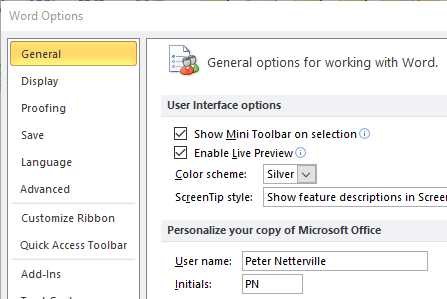 Word Options
General
Display
Proofing
Save
Language
Advanced
Customize Ribbon
Quick Access Toolbar
Add-Ins
General options for working with Word.
User Interface options
Show Mini Toolbar on selection
Enable Live Preview
Color scheme: Silver
ScreenTip style: Show feature descriptions in Screen
Personalize your copy of Microsoft Office
User name: Peter Netterville
Initials: PN